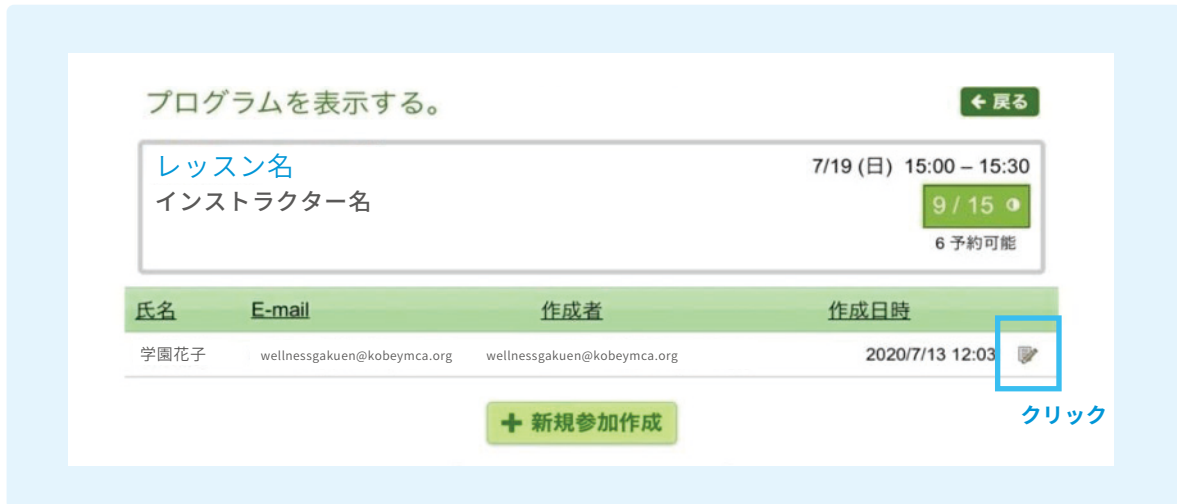 プログラムを表示する。
戻る
レッスン名
7/19 (日) 15:00 – 15:30
インストラクター名
9 / 15
6 予約可能
氏名 E-mail 作成者 作成日時
学園花子 wellnessgakuen@kobeymca.org wellnessgakuen@kobeymca.org 2020/7/13 12:03
新規参加作成
クリック